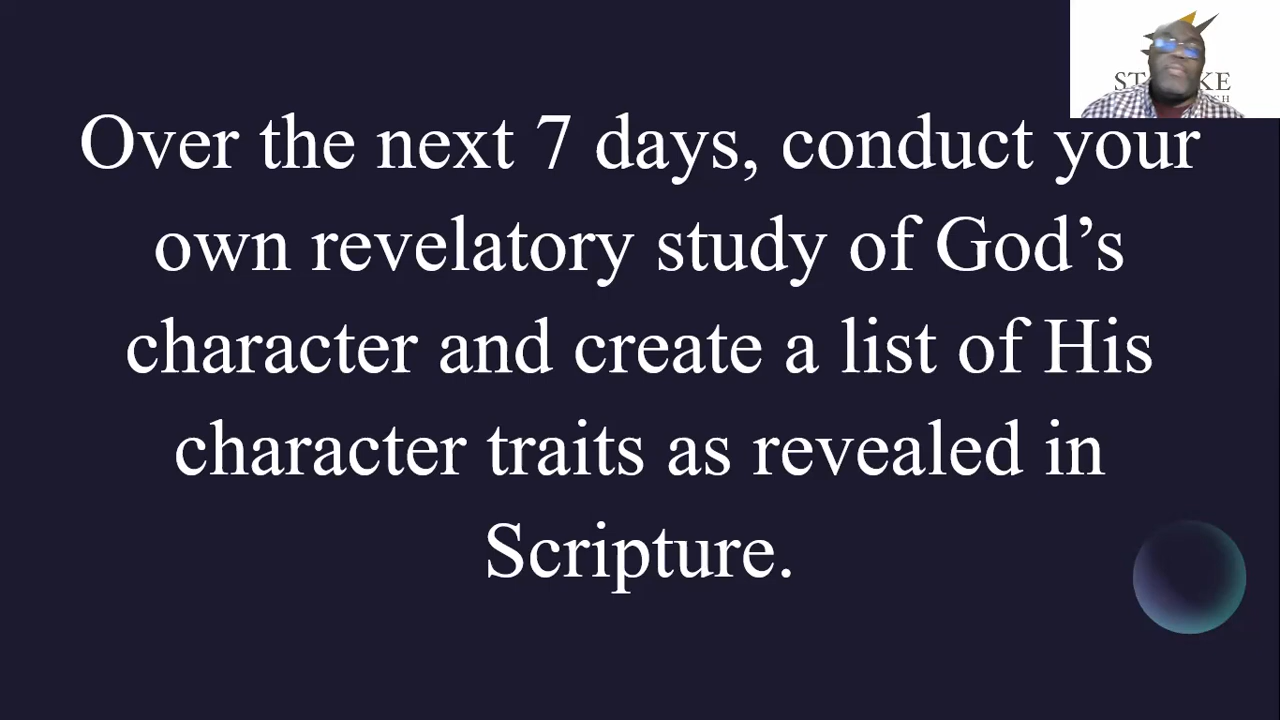 Over the next 7 days, conduct your
own revelatory study of God’s
character and create a list of His
character traits as revealed in
Scripture.